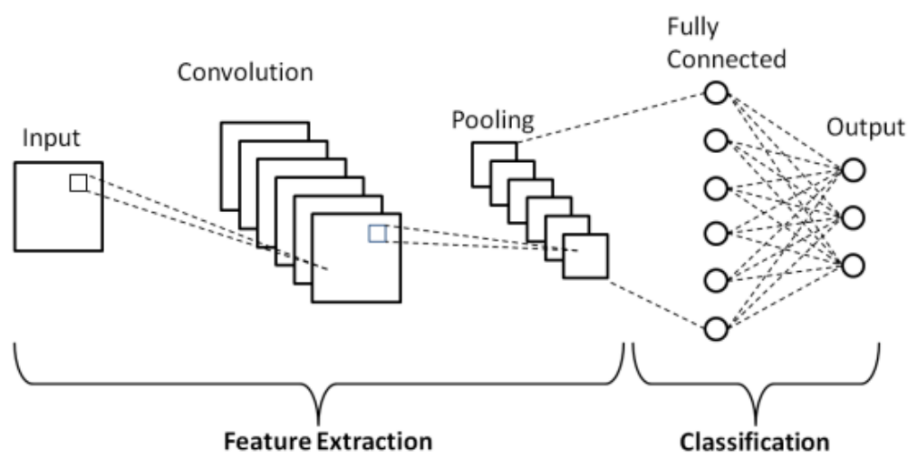 Fully
Connected
Convolution
Pooling
Output
Input
Feature Extraction
Classification